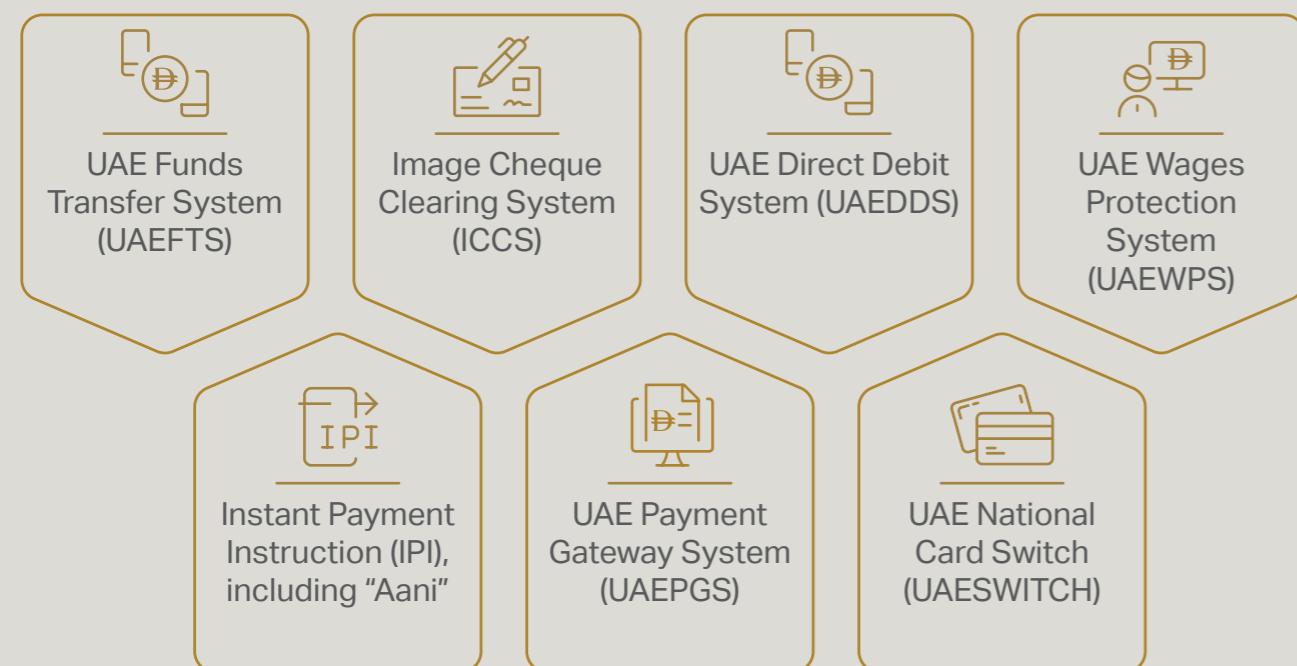 UAE Funds
Transfer System
(UAEFTS)
Image Cheque
Clearing System
(ICCS)
UAE Direct Debit
System (UAEDDS)
UAE Wages
Protection
System
(UAEWPS)
IPI
Instant Payment
Instruction (IPI),
including “Aani”
UAE Payment
Gateway System
(UAEPGS)
UAE National
Card Switch
(UAESWITCH)